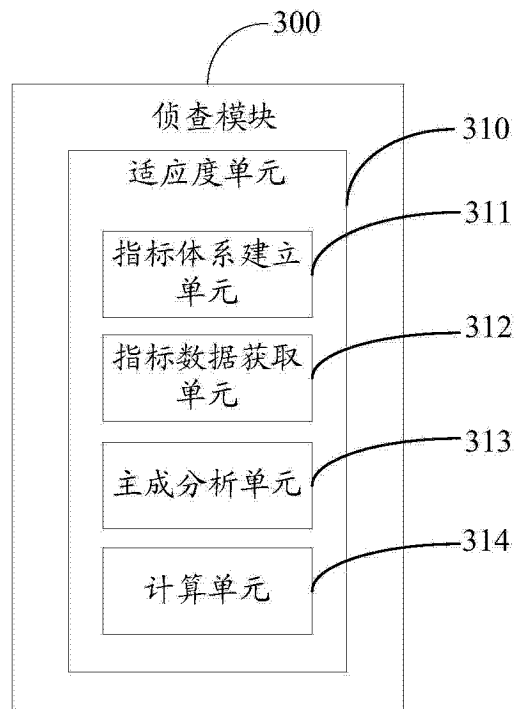 300
侦查模块
310
适应度单元
311
指标体系建立
单元
312
指标数据获取
单元
313
主成分析单元
314
计算单元